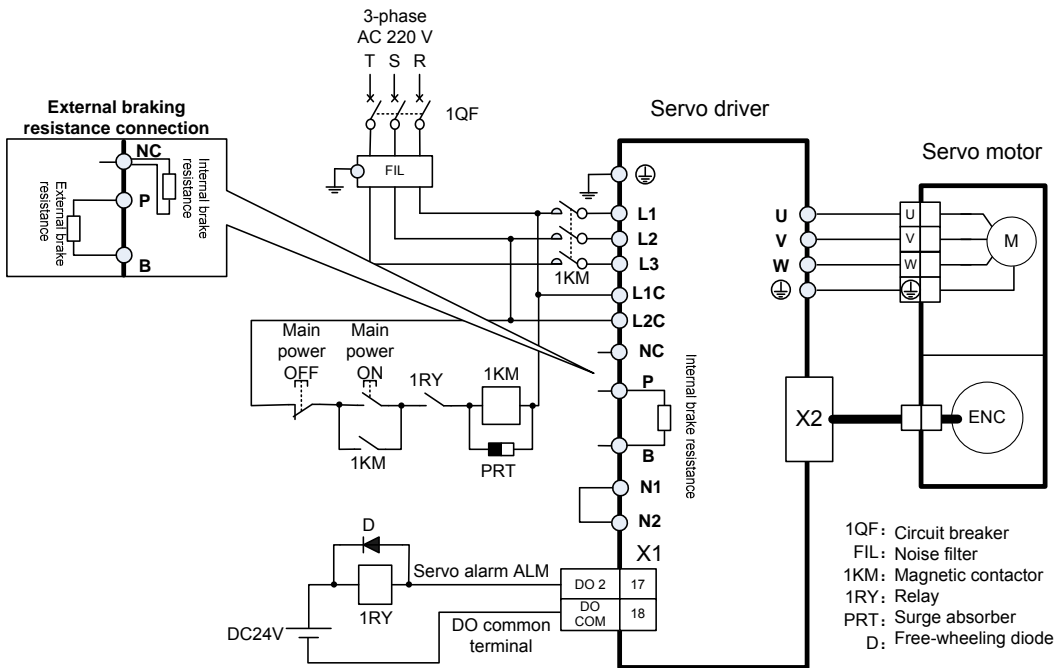 3-phase
AC 220 V
T S R
1QF
External braking
resistance connection
NC
P
B
Internal brake
resistance
External brake
resistance
FIL
Servo driver
Servo motor
L1
L2
L3
1KM
L1C
L2C
NC
P
B
N1
N2
Internal brake resistance
U
V
W
U
V
W
M
X2
ENC
Main
power
OFF
Main
power
ON
1RY
1KM
1KM
PRT
X1
D
Servo alarm ALM
DO 2
17
DO
COM
18
1RY
DC24V
DO common
terminal
1QF: Circuit breaker
FIL: Noise filter
1KM: Magnetic contactor
1RY: Relay
PRT: Surge absorber
D: Free-wheeling diode